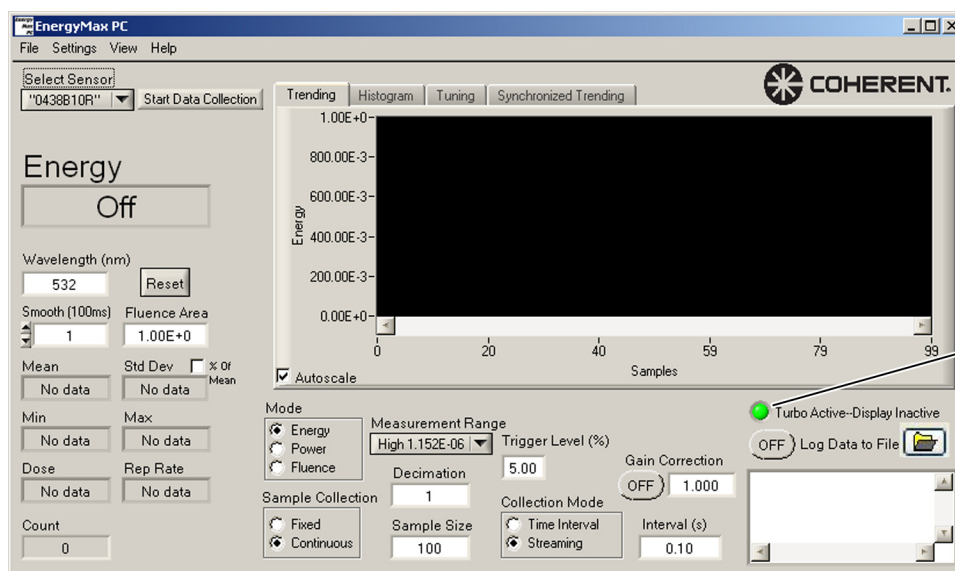 Energy Max PC EnergyMax PC
File Settings View Help
Select Sensor
"0438B10R" Start Data Collection
Trending Histogram Tuning Synchronized Trending
COHERENT.
Energy
Off
Wavelength (nm)
532 Reset
Smooth (100ms) Fluence Area
1 1.00E+0
Mean Std Dev % Of Mean
No data No data
Min Max
No data No data
Dose Rep Rate
No data No data
Count
0
Energy
1.00E+0
800.00E-3
600.00E-3
400.00E-3
200.00E-3
0.00E+0
0 20 40 59 79 99
Samples
Autoscale
Mode
Energy
Power
Fluence
Measurement Range
High 1.152E-06
Trigger Level (%)
5.00
Decimation
1
Gain Correction
OFF 1.000
Sample Collection
Fixed
Continuous
Sample Size
100
Collection Mode
Time Interval
Streaming
Interval (s)
0.10
Turbo Active--Display Inactive
OFF Log Data to File